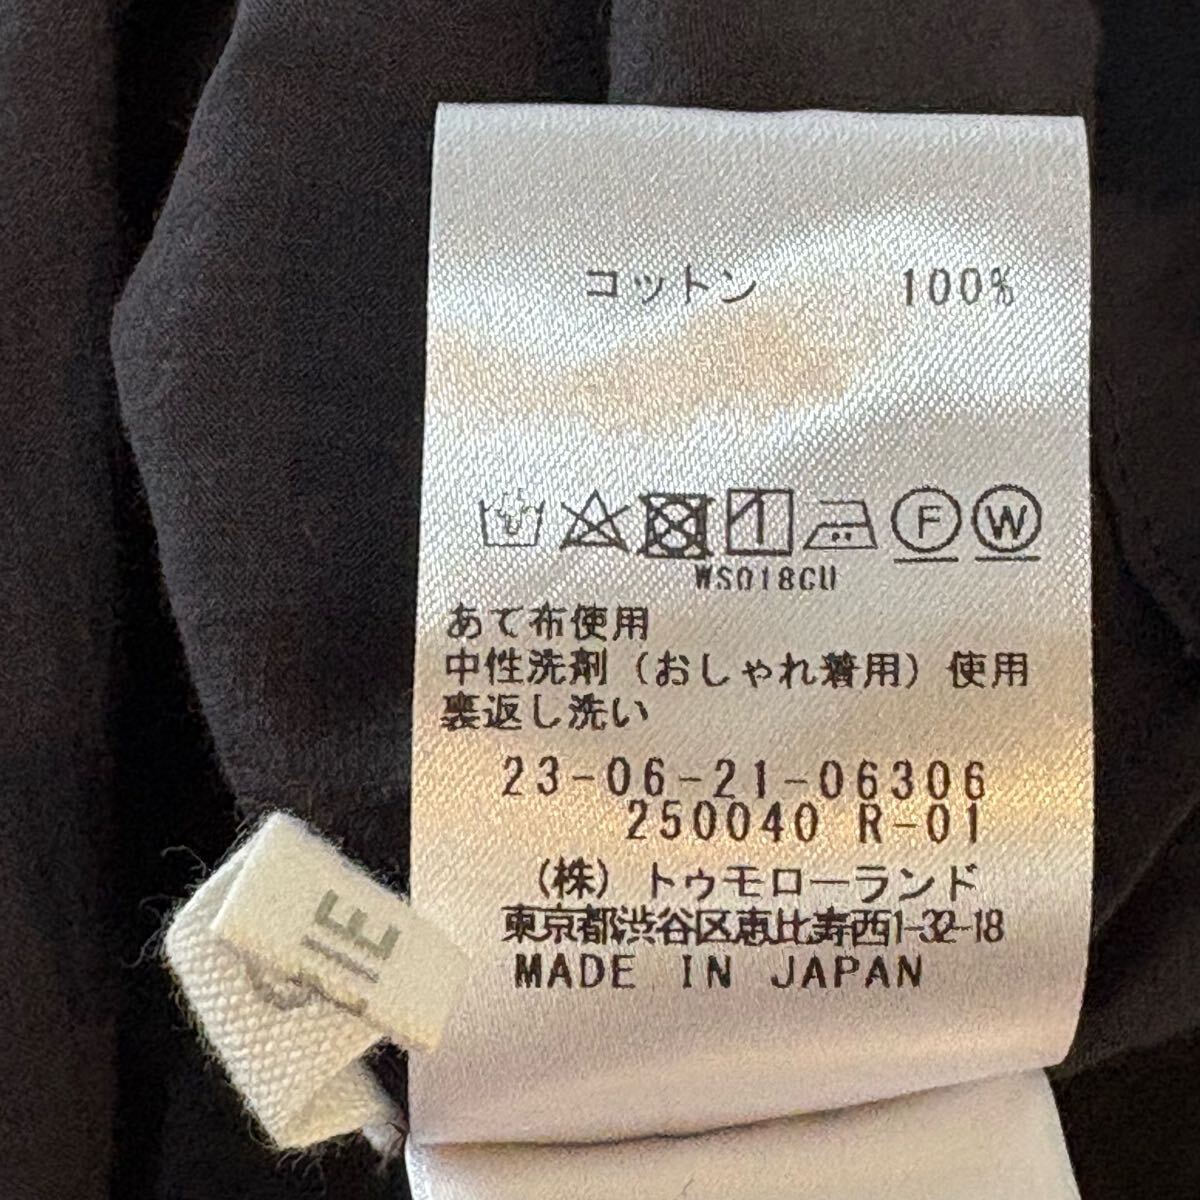 コットン 100%
F W
WS018CU
あて布使用
中性洗剤(おしゃれ着用)使用
裏返し洗い
23-06-21-06306
250040 R-01
(株)トゥモローランド
東京都渋谷区恵比寿西1-32-18
MADE IN JAPAN